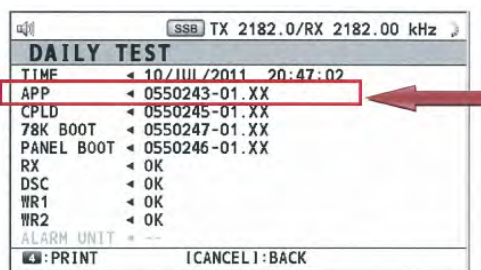 SSB TX 2182.0/RX 2182.00 kHz
DAILY TEST
TIME ◄ 10/JUL/2011 20:47:02
APP ◄ 0550243-01.XX
CPLD ◄ 0550245-01.XX
78K BOOT ◄ 0550247-01.XX
PANEL BOOT ◄ 0550246-01.XX
RX ◄ OK
DSC ◄ OK
WR1 ◄ OK
WR2 ◄ OK
ALARM UNIT ◄ --
4:PRINT [CANCEL]:BACK